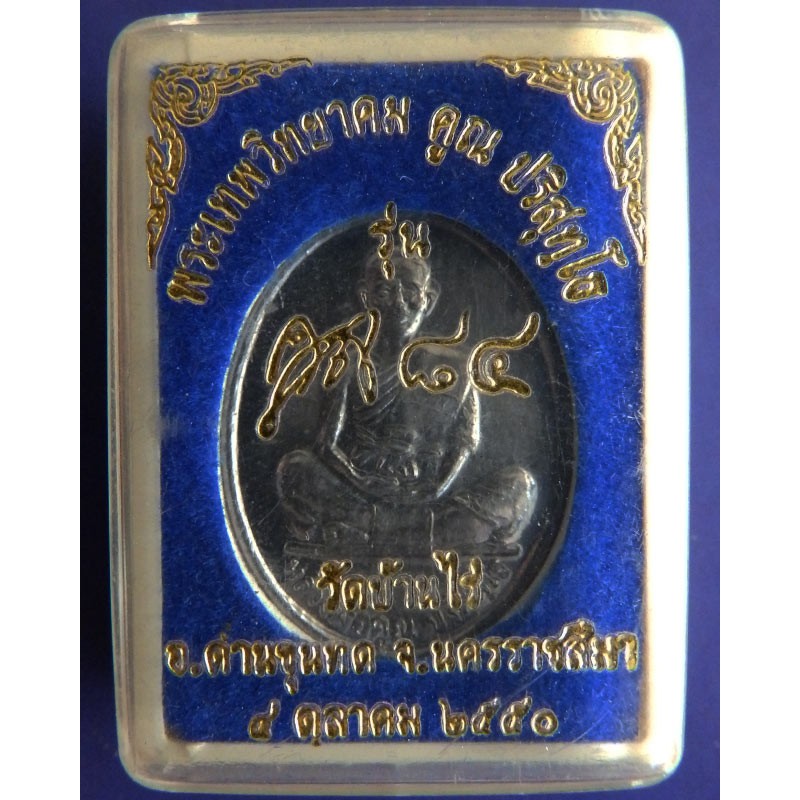 พระเทพวิทยาคม คูณ ปริสุทฺโธ
รุ่น
คูณ ๘๔
วัดบ้านไร่
อ.ด่านขุนทด จ.นครราชสีมา
๔ ตุลาคม ๒๕๕๐